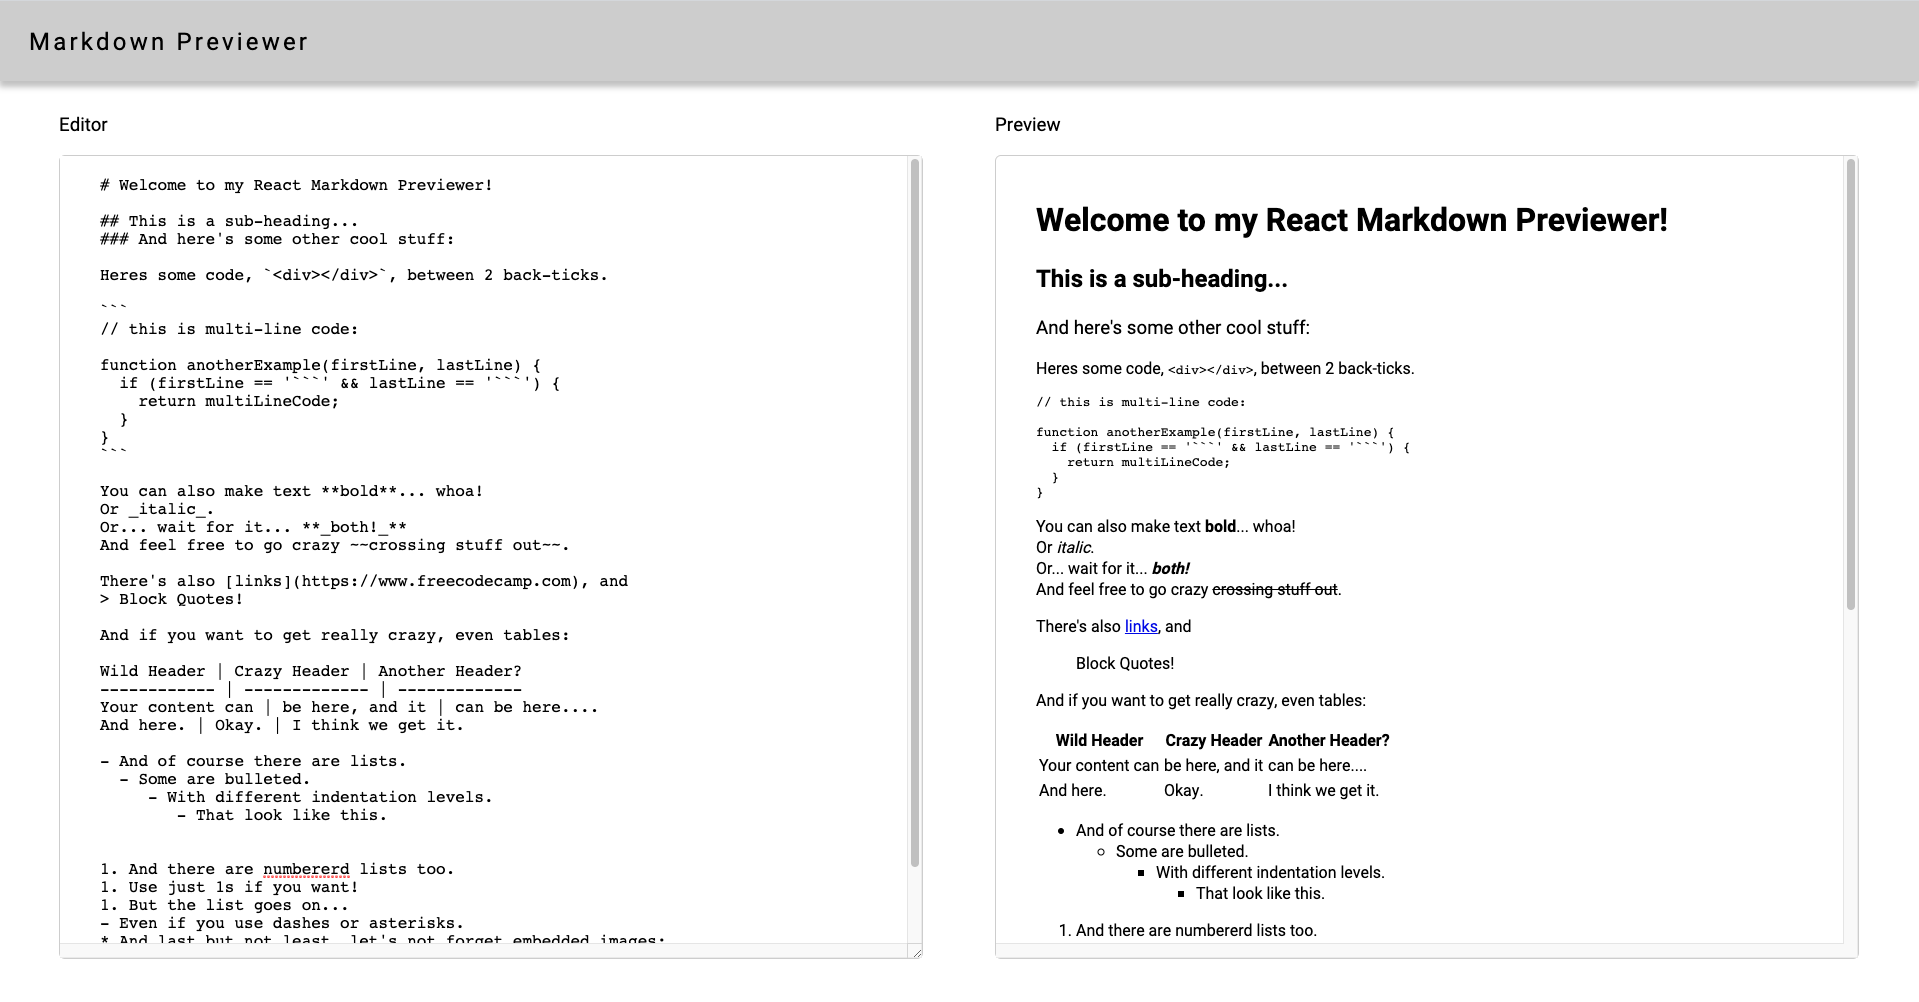 Markdown Previewer
Editor
# Welcome to my React Markdown Previewer!
## This is a sub-heading...
### And here's some other cool stuff:
Heres some code, `<div></div>`, between 2 back-ticks.
```
// this is multi-line code:
function anotherExample(firstLine, lastLine) {
  if (firstLine == '```' && lastLine == '```') {
    return multiLineCode;
  }
}
```
You can also make text **bold**... whoa!
Or _italic_.
Or... wait for it... **_both!_**
And feel free to go crazy ~~crossing stuff out~~.
There's also [links](https://www.freecodecamp.com), and
> Block Quotes!
And if you want to get really crazy, even tables:
Wild Header | Crazy Header | Another Header?
------------ | ------------- | -------------
Your content can | be here, and it | can be here....
And here. | Okay. | I think we get it.
- And of course there are lists.
  - Some are bulleted.
     - With different indentation levels.
        - That look like this.
1. And there are numbererd lists too.
1. Use just 1s if you want!
1. But the list goes on...
- Even if you use dashes or asterisks.
* And last but not least, let's not forget embedded images:
Preview
Welcome to my React Markdown Previewer!
This is a sub-heading...
And here's some other cool stuff:
Heres some code, <div></div>, between 2 back-ticks.
// this is multi-line code:
function anotherExample(firstLine, lastLine) {
  if (firstLine == '```' && lastLine == '```') {
    return multiLineCode;
  }
}
You can also make text bold... whoa!
Or italic.
Or... wait for it... both!
And feel free to go crazy crossing stuff out.
There's also links, and
Block Quotes!
And if you want to get really crazy, even tables:
Wild Header Crazy Header Another Header?
Your content can be here, and it can be here....
And here. Okay. I think we get it.
• And of course there are lists.
◦ Some are bulleted.
▪ With different indentation levels.
▪ That look like this.
1. And there are numbererd lists too.